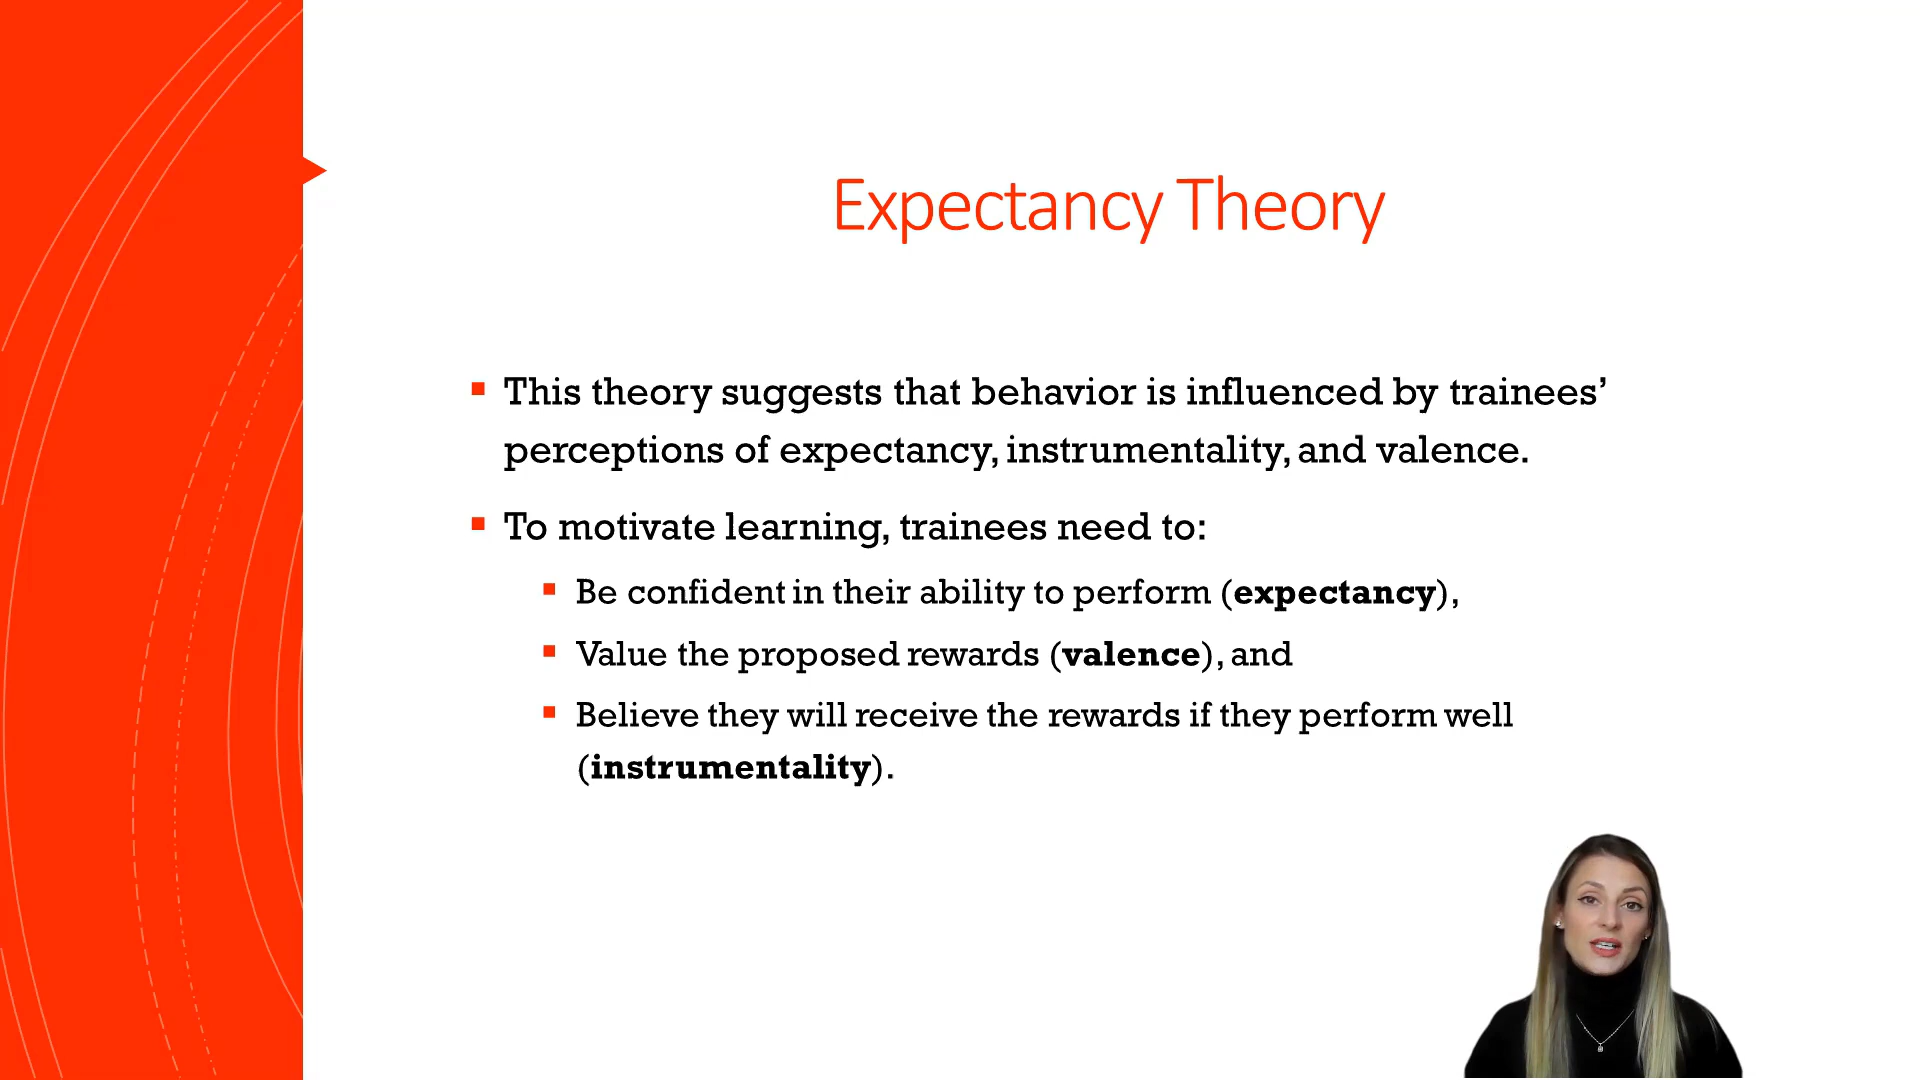 Expectancy Theory
This theory suggests that behavior is influenced by trainees’
perceptions of expectancy, instrumentality, and valence.
To motivate learning, trainees need to:
Be confident in their ability to perform (expectancy),
Value the proposed rewards (valence), and
Believe they will receive the rewards if they perform well
(instrumentality).